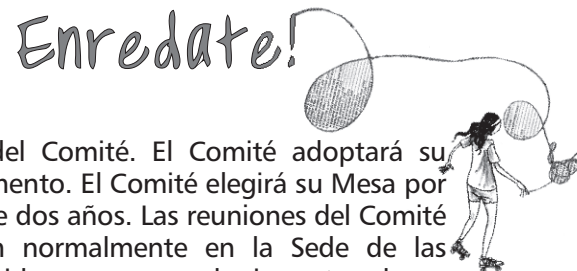 Enredate!
del Comité. El Comité adoptará su
mento. El Comité elegirá su Mesa por
e dos años. Las reuniones del Comité
n normalmente en la Sede de las